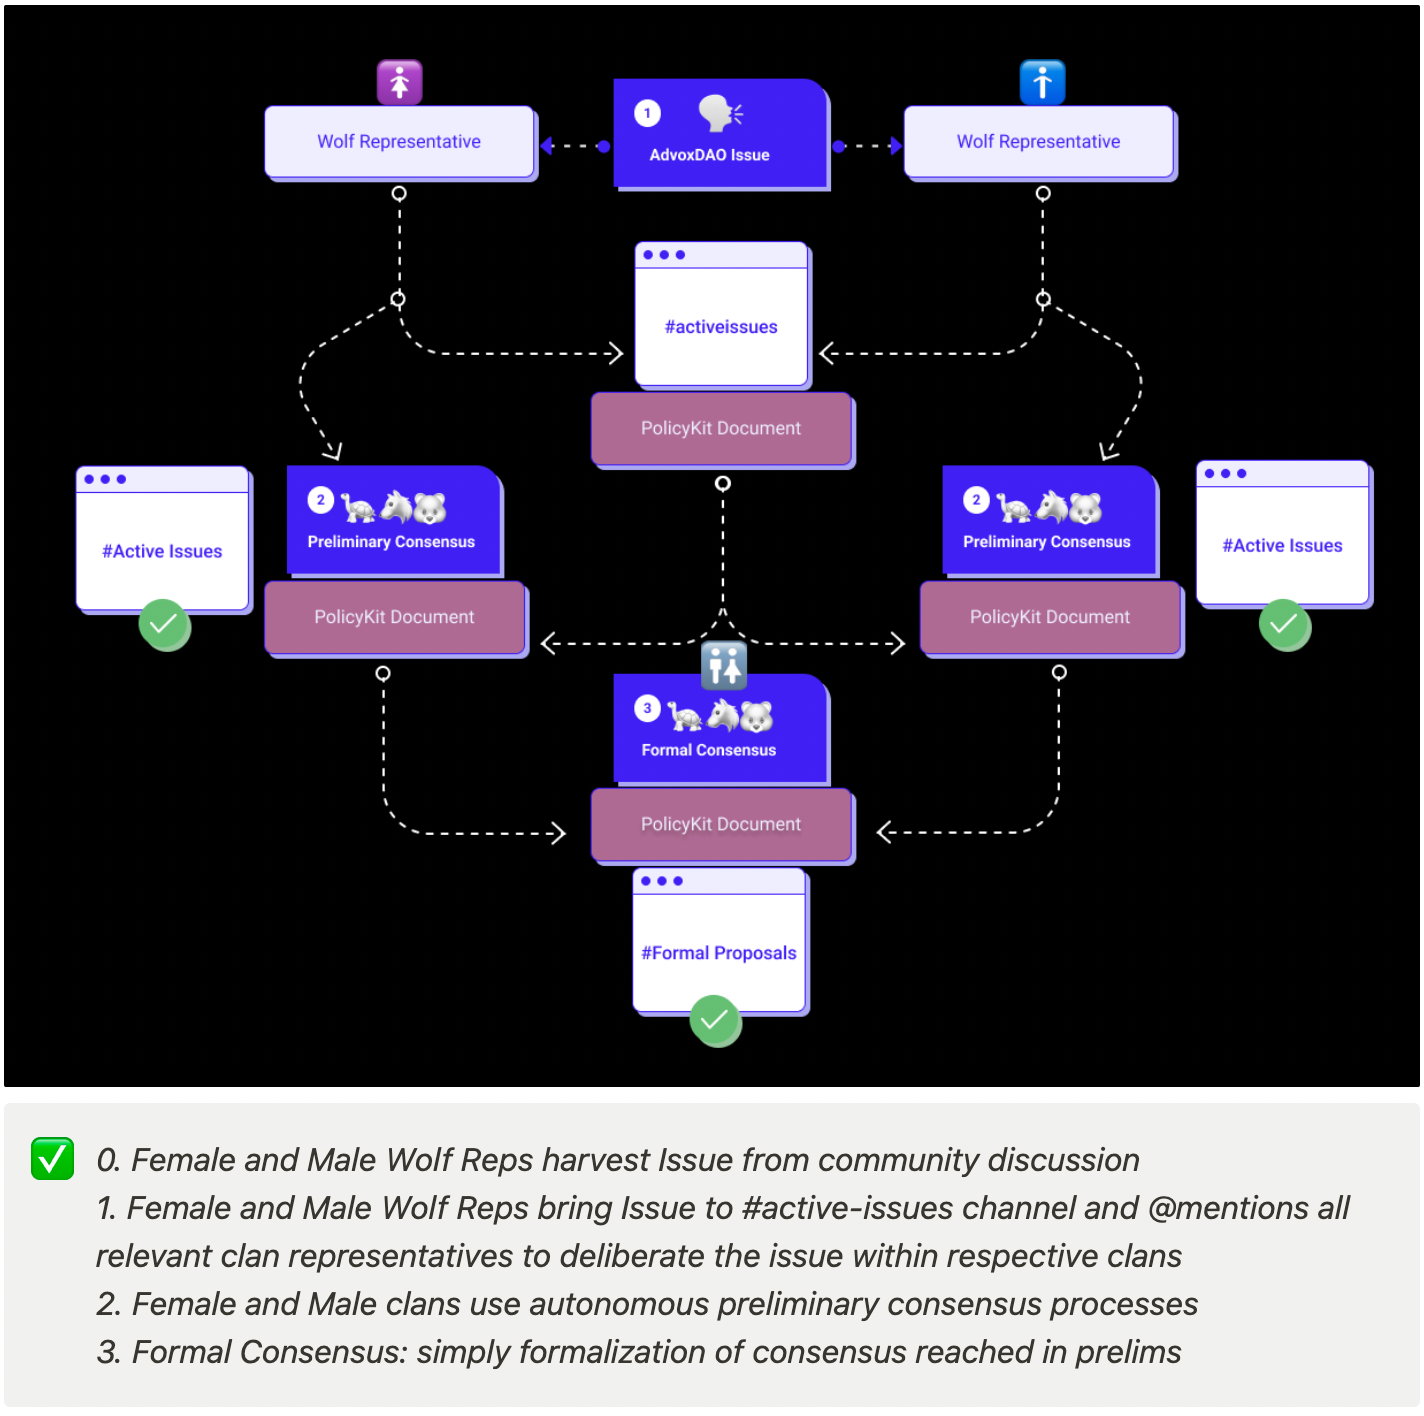 Wolf Representative
1
AdvoxDAO Issue
Wolf Representative
#activeissues
PolicyKit Document
#Active Issues
2
Preliminary Consensus
PolicyKit Document
2
Preliminary Consensus
PolicyKit Document
#Active Issues
3
Formal Consensus
PolicyKit Document
#Formal Proposals
0. Female and Male Wolf Reps harvest Issue from community discussion
1. Female and Male Wolf Reps bring Issue to #active-issues channel and @mentions all
relevant clan representatives to deliberate the issue within respective clans
2. Female and Male clans use autonomous preliminary consensus processes
3. Formal Consensus: simply formalization of consensus reached in prelims